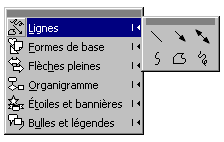 Lignes
Formes de base
Flèches pleines
Organigramme
Étoiles et bannières
Bulles et légendes